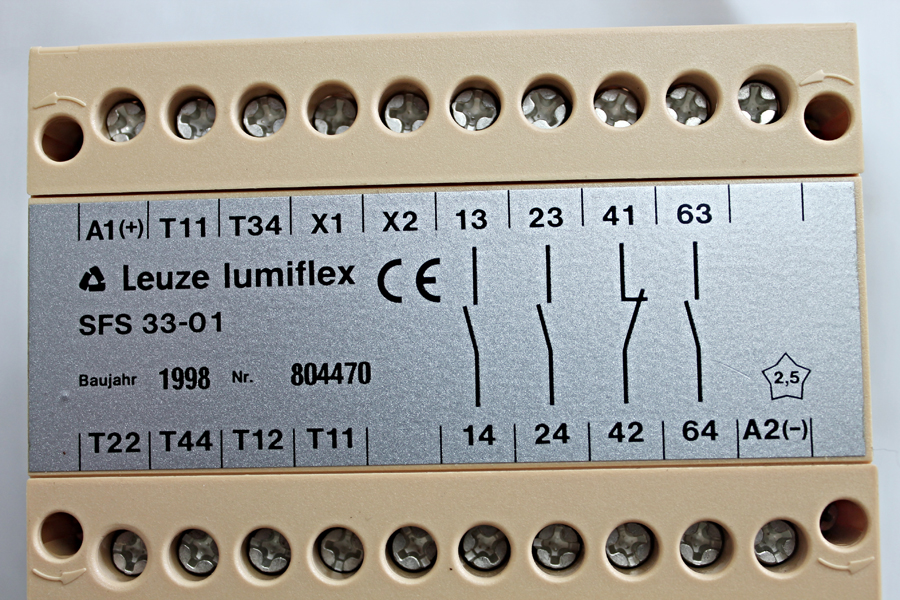 A1(+) T11 T34 X1 X2 13 23 41 63
Leuze lumiflex CE
SFS 33-01
Baujahr 1998 Nr. 804470
2,5
T22 T44 T12 T11 14 24 42 64 A2(-)